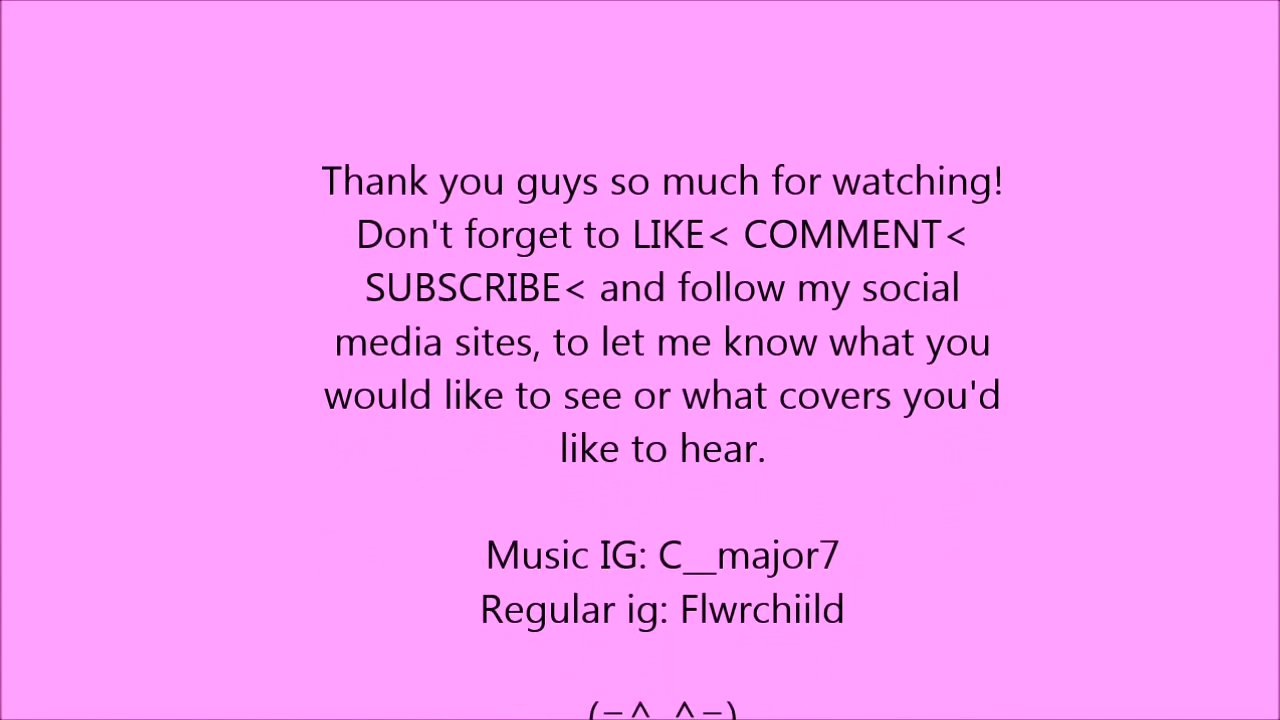 Thank you guys so much for watching!
Don't forget to LIKE< COMMENT<
SUBSCRIBE< and follow my social
media sites, to let me know what you
would like to see or what covers you'd
like to hear.
Music IG: C__major7
Regular ig: Flwrchiild
(=^_^=)